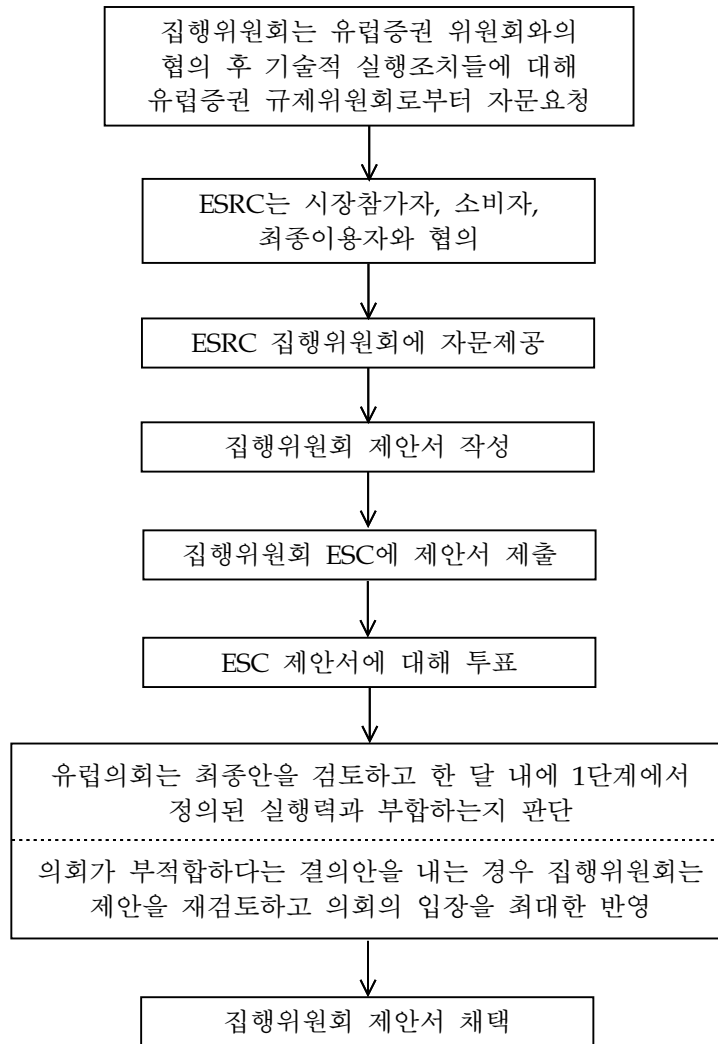 집행위원회는 유럽증권 위원회와의
협의 후 기술적 실행조치들에 대해
유럽증권 규제위원회로부터 자문요청
ESRC는 시장참가자, 소비자,
최종이용자와 협의
ESRC 집행위원회에 자문제공
집행위원회 제안서 작성
집행위원회 ESC에 제안서 제출
ESC 제안서에 대해 투표
유럽의회는 최종안을 검토하고 한 달 내에 1단계에서
정의된 실행력과 부합하는지 판단
의회가 부적합하다는 결의안을 내는 경우 집행위원회는
제안을 재검토하고 의회의 입장을 최대한 반영
집행위원회 제안서 채택